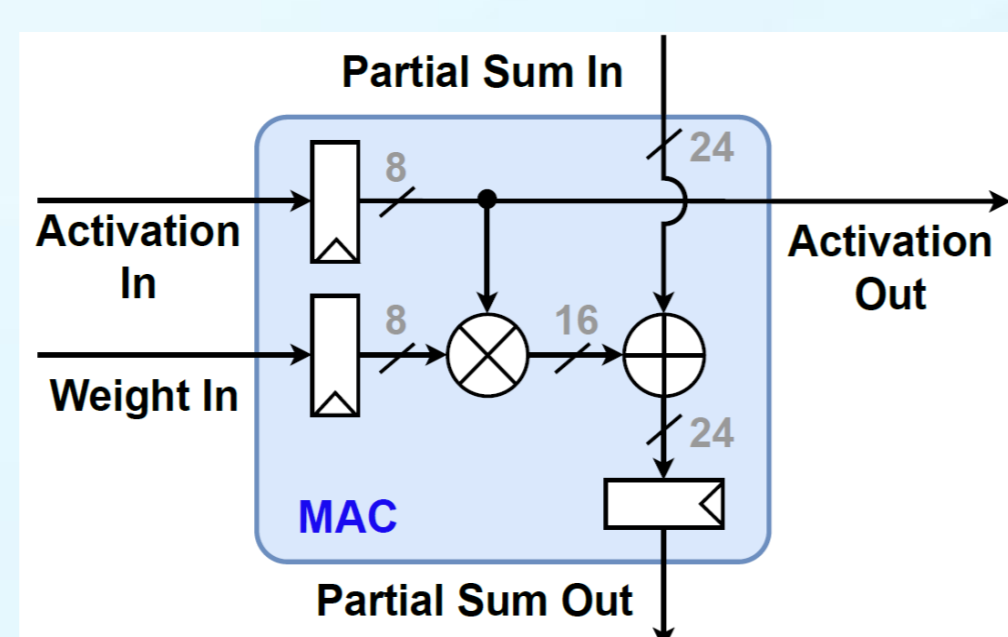 Partial Sum In
24
8
Activation
In
Activation
Out
8
16
Weight In
24
MAC
Partial Sum Out